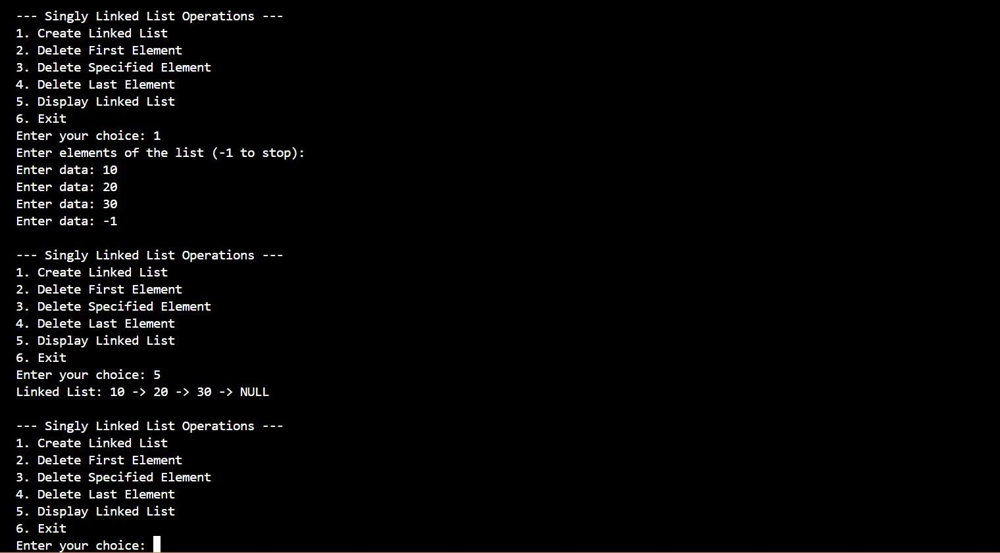 --- Singly Linked List Operations ---
1. Create Linked List
2. Delete First Element
3. Delete Specified Element
4. Delete Last Element
5. Display Linked List
6. Exit
Enter your choice: 1
Enter elements of the list (-1 to stop):
Enter data: 10
Enter data: 20
Enter data: 30
Enter data: -1

--- Singly Linked List Operations ---
1. Create Linked List
2. Delete First Element
3. Delete Specified Element
4. Delete Last Element
5. Display Linked List
6. Exit
Enter your choice: 5
Linked List: 10 -> 20 -> 30 -> NULL

--- Singly Linked List Operations ---
1. Create Linked List
2. Delete First Element
3. Delete Specified Element
4. Delete Last Element
5. Display Linked List
6. Exit
Enter your choice: